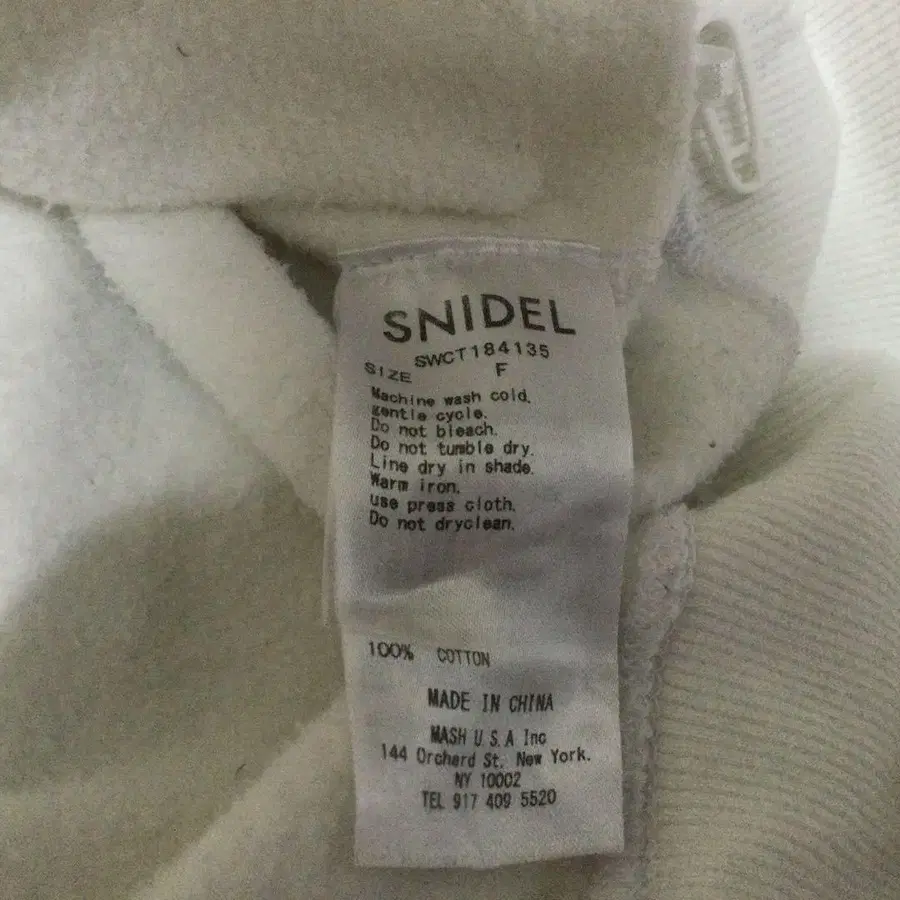 SNIDEL
SWCT184135
SIZE F
Machine wash cold,
gentle cycle.
Do not bleach.
Do not tumble dry.
Line dry in shade.
Warm iron,
use press cloth.
Do not dryclean.
100% COTTON
MADE IN CHINA
MASH U.S.A Inc
144 Orchard St. New York.
NY 10002
TEL 917 409 5520